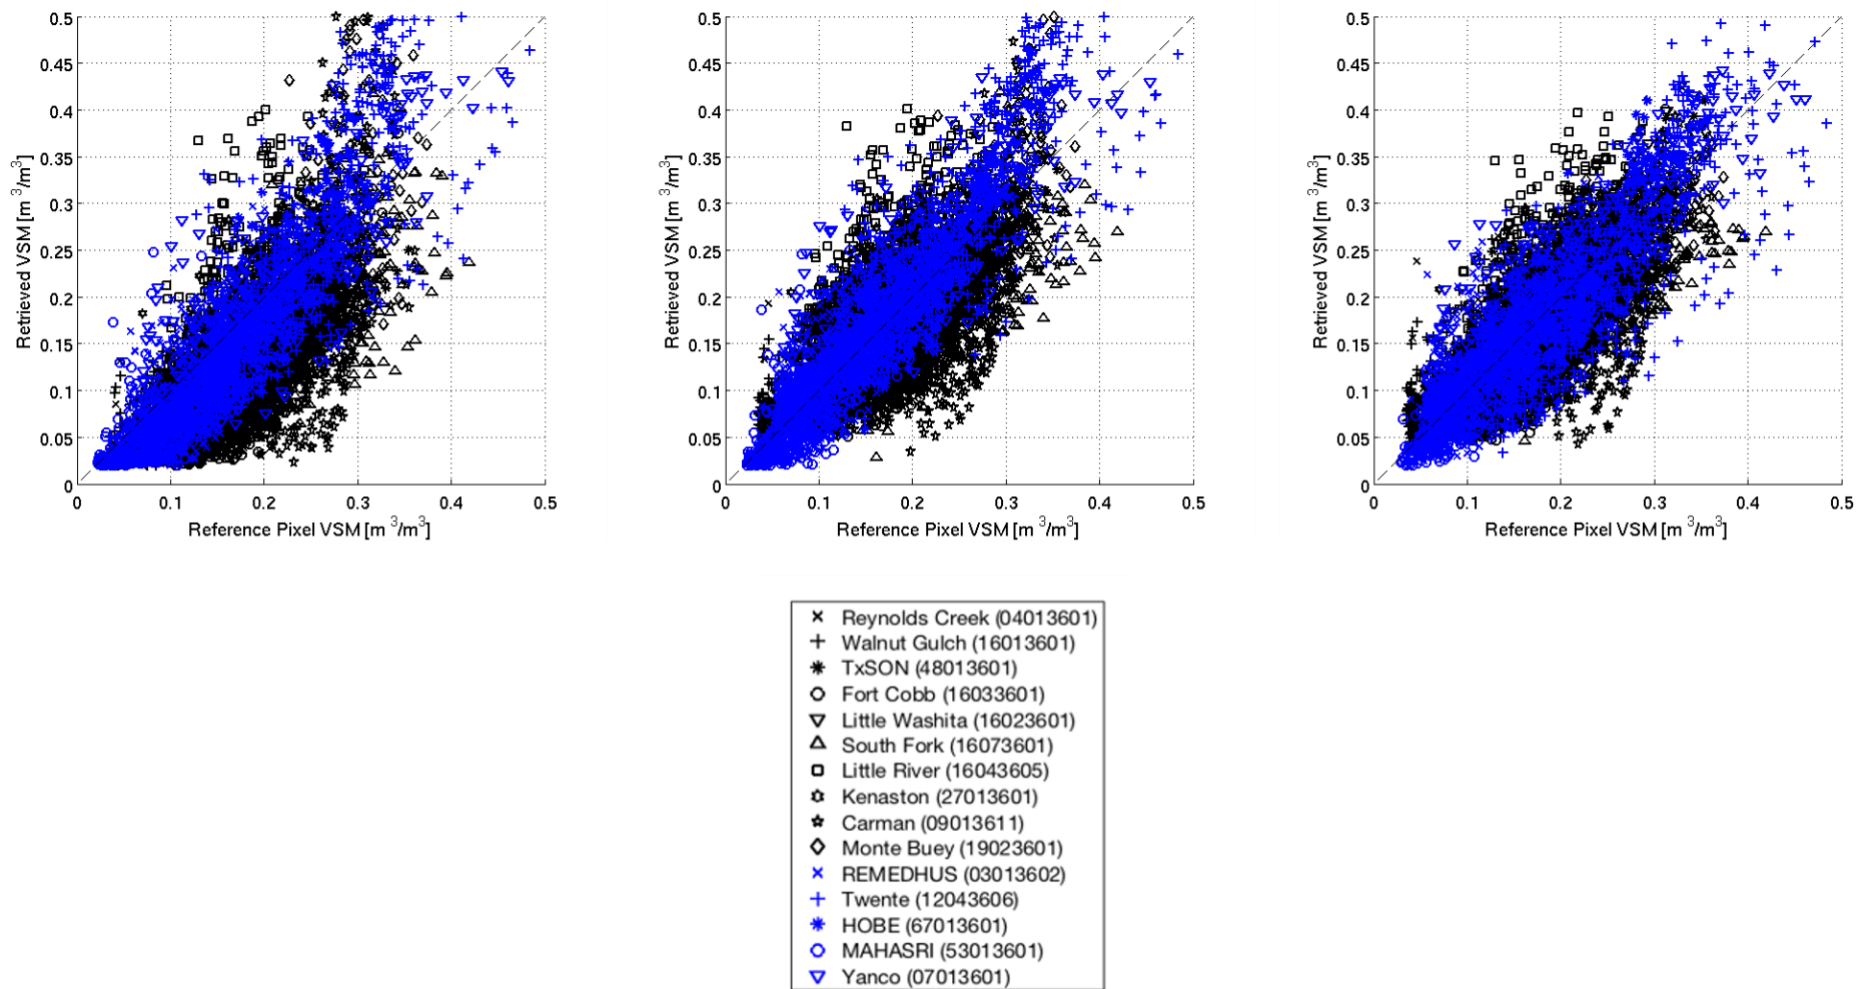 0.5
0.45
0.4
0.35
0.3
0.25
0.2
0.15
0.1
0.05
0
0 0.1 0.2 0.3 0.4 0.5
Retrieved VSM [m³/m³]
Reference Pixel VSM [m³/m³]
0.5
0.45
0.4
0.35
0.3
0.25
0.2
0.15
0.1
0.05
0
0 0.1 0.2 0.3 0.4 0.5
Retrieved VSM [m³/m³]
Reference Pixel VSM [m³/m³]
0.5
0.45
0.4
0.35
0.3
0.25
0.2
0.15
0.1
0.05
0
0 0.1 0.2 0.3 0.4 0.5
Retrieved VSM [m³/m³]
Reference Pixel VSM [m³/m³]
Reynolds Creek (04013601)
Walnut Gulch (16013601)
TxSON (48013601)
Fort Cobb (16033601)
Little Washita (16023601)
South Fork (16073601)
Little River (16043605)
Kenaston (27013601)
Carman (09013611)
Monte Buey (19023601)
REMEDHUS (03013602)
Twente (12043606)
HOBE (67013601)
MAHASRI (53013601)
Yanco (07013601)